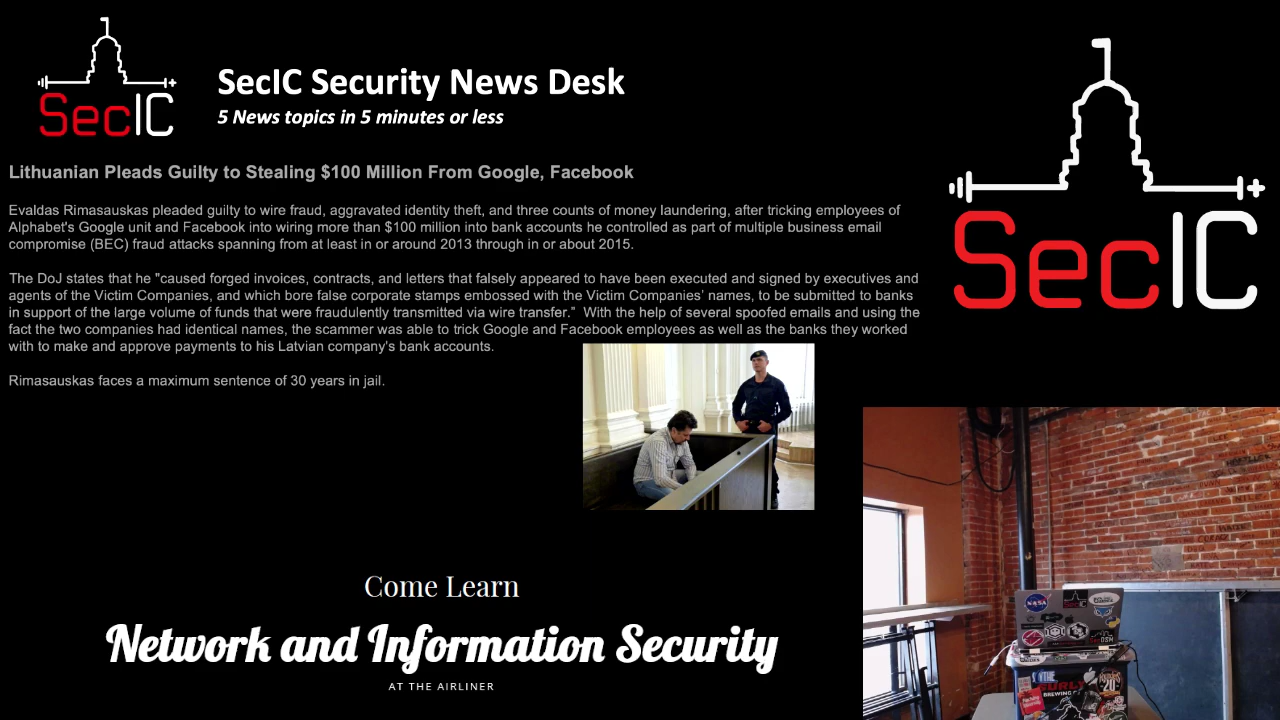 SecIC
SecIC Security News Desk
5 News topics in 5 minutes or less
SecIC
Lithuanian Pleads Guilty to Stealing $100 Million From Google, Facebook
Evaldas Rimasauskas pleaded guilty to wire fraud, aggravated identity theft, and three counts of money laundering, after tricking employees of
Alphabet's Google unit and Facebook into wiring more than $100 million into bank accounts he controlled as part of multiple business email
compromise (BEC) fraud attacks spanning from at least in or around 2013 through in or about 2015.
The DoJ states that he "caused forged invoices, contracts, and letters that falsely appeared to have been executed and signed by executives and
agents of the Victim Companies, and which bore false corporate stamps embossed with the Victim Companies' names, to be submitted to banks
in support of the large volume of funds that were fraudulently transmitted via wire transfer." With the help of several spoofed emails and using the
fact the two companies had identical names, the scammer was able to trick Google and Facebook employees as well as the banks they worked
with to make and approve payments to his Latvian company's bank accounts.
Rimasauskas faces a maximum sentence of 30 years in jail.
Come Learn
Network and Information Security
AT THE AIRLINER
NASA
SecIC
SURLY
BREWING